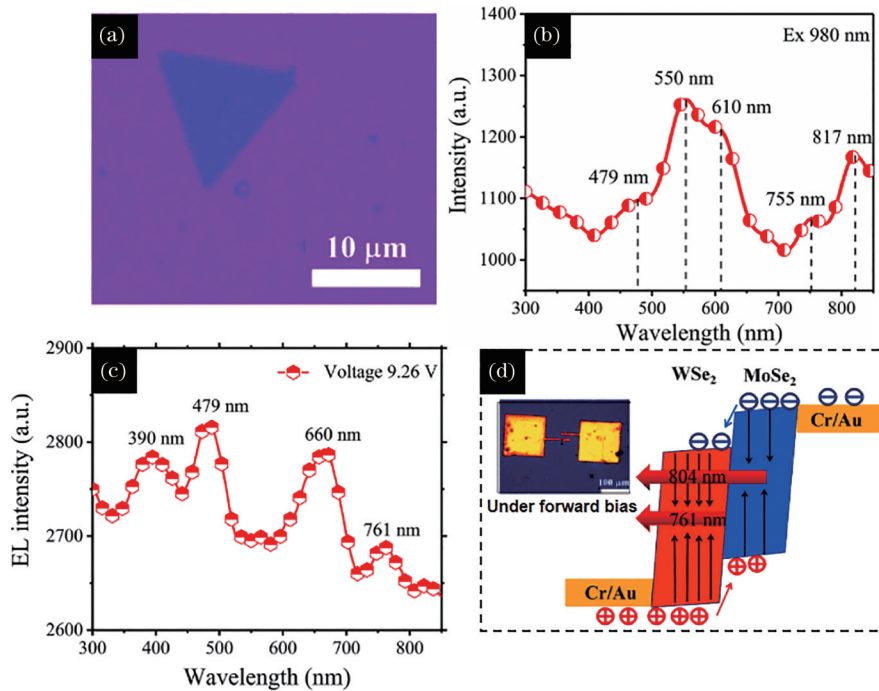 (a)
10 μm
(b)
Ex 980 nm
1400
1300
1200
1100
1000
Intensity (a.u.)
479 nm
550 nm
610 nm
755 nm
817 nm
300 400 500 600 700 800
Wavelength (nm)
(c)
Voltage 9.26 V
2900
2800
2700
2600
EL intensity (a.u.)
390 nm
479 nm
660 nm
761 nm
300 400 500 600 700 800
Wavelength (nm)
(d)
WSe₂ MoSe₂
Cr/Au
100 μm
Under forward bias
804 nm
761 nm
Cr/Au